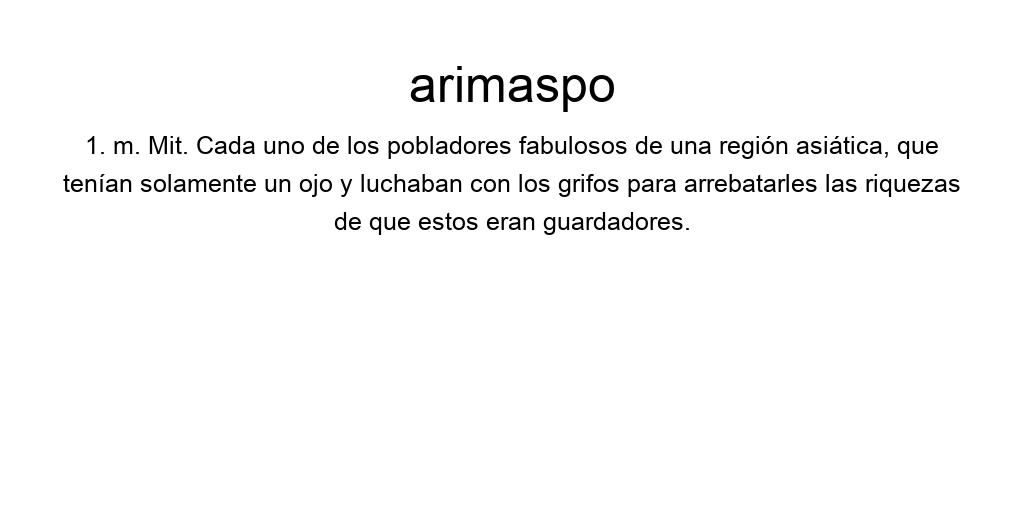 arimaspo
1. m. Mit. Cada uno de los pobladores fabulosos de una región asiática, que
tenían solamente un ojo y luchaban con los grifos para arrebatarles las riquezas
de que estos eran guardadores.